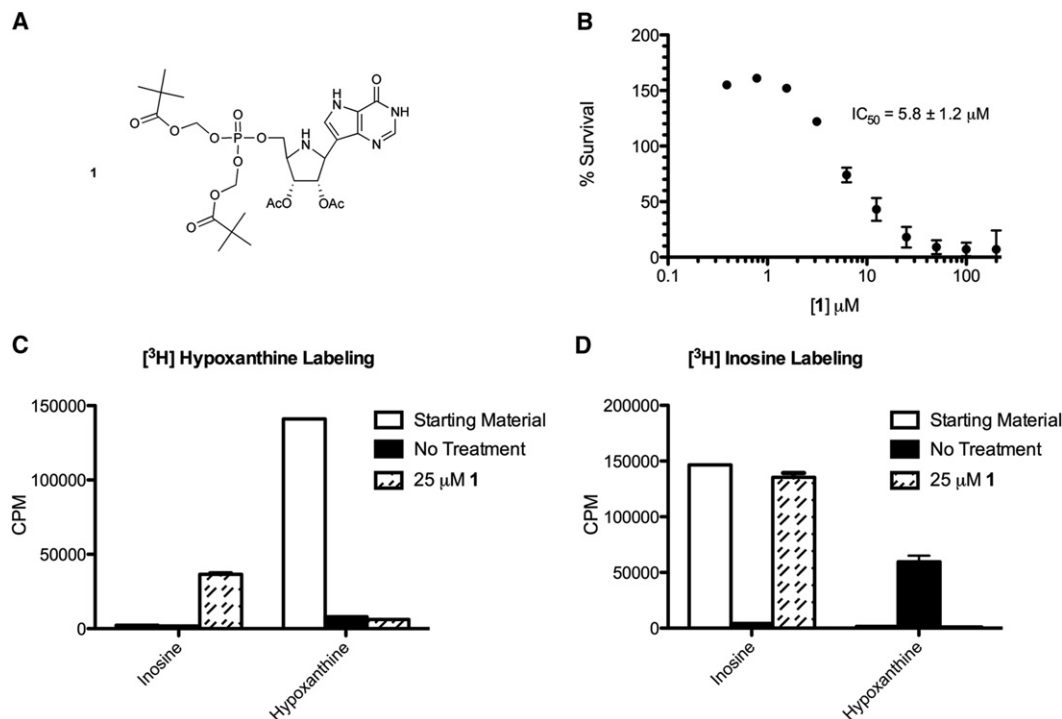 A
O
NH
H
N
N
O
O
O
O
P
O
O
H
N
O
O
O
AcO
OAc
1
B
200
150
100
50
0
% Survival
IC50 = 5.8 ± 1.2 μM
0.1
1
10
100
[1] μM
C
[³H] Hypoxanthine Labeling
150000
100000
50000
0
CPM
Starting Material
No Treatment
25 μM 1
Inosine
Hypoxanthine
D
[³H] Inosine Labeling
200000
150000
100000
50000
0
CPM
Starting Material
No Treatment
25 μM 1
Inosine
Hypoxanthine